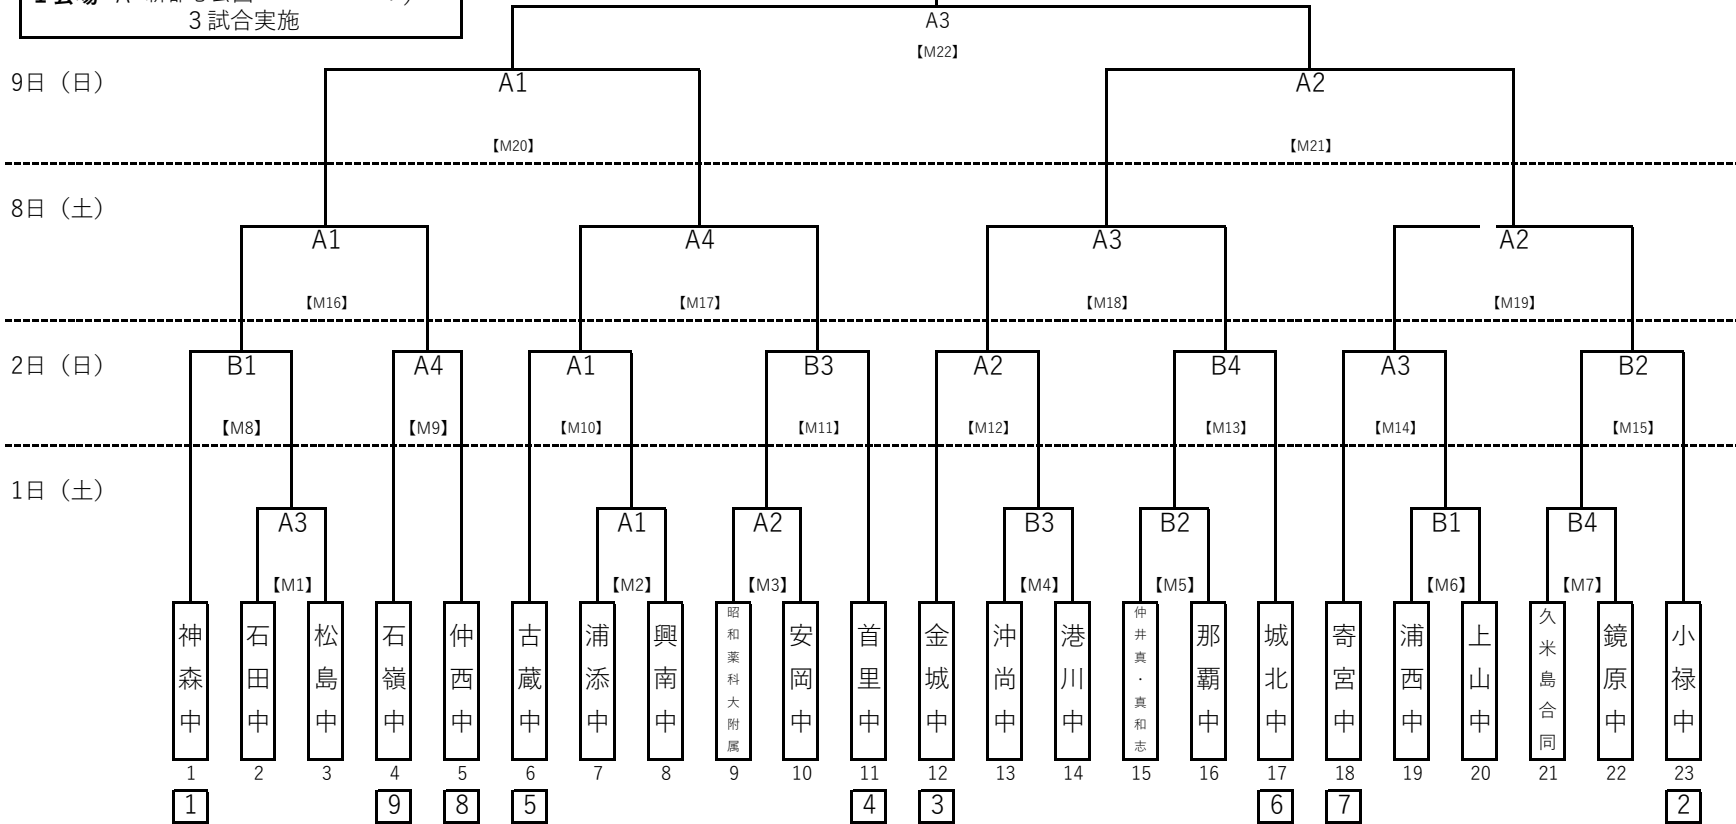 ３試合実施
A3
【M22】
9日（日）
A1
A2
【M20】
【M21】
8日（土）
A1
A4
A3
A2
【M16】
【M17】
【M18】
【M19】
2日（日）
B1
A4
A1
B3
A2
B4
A3
B2
【M8】
【M9】
【M10】
【M11】
【M12】
【M13】
【M14】
【M15】
1日（土）
A3
A1
A2
B3
B2
B1
B4
【M1】
【M2】
【M3】
【M4】
【M5】
【M6】
【M7】
神森中
石田中
松島中
石嶺中
仲西中
古蔵中
浦添中
興南中
昭和薬科大附属
安岡中
首里中
金城中
沖尚中
港川中
仲井真・真和志
那覇中
城北中
寄宮中
浦西中
上山中
久米島合同
鏡原中
小禄中
1
2
3
4
5
6
7
8
9
10
11
12
13
14
15
16
17
18
19
20
21
22
23
1
9
8
5
4
3
6
7
2